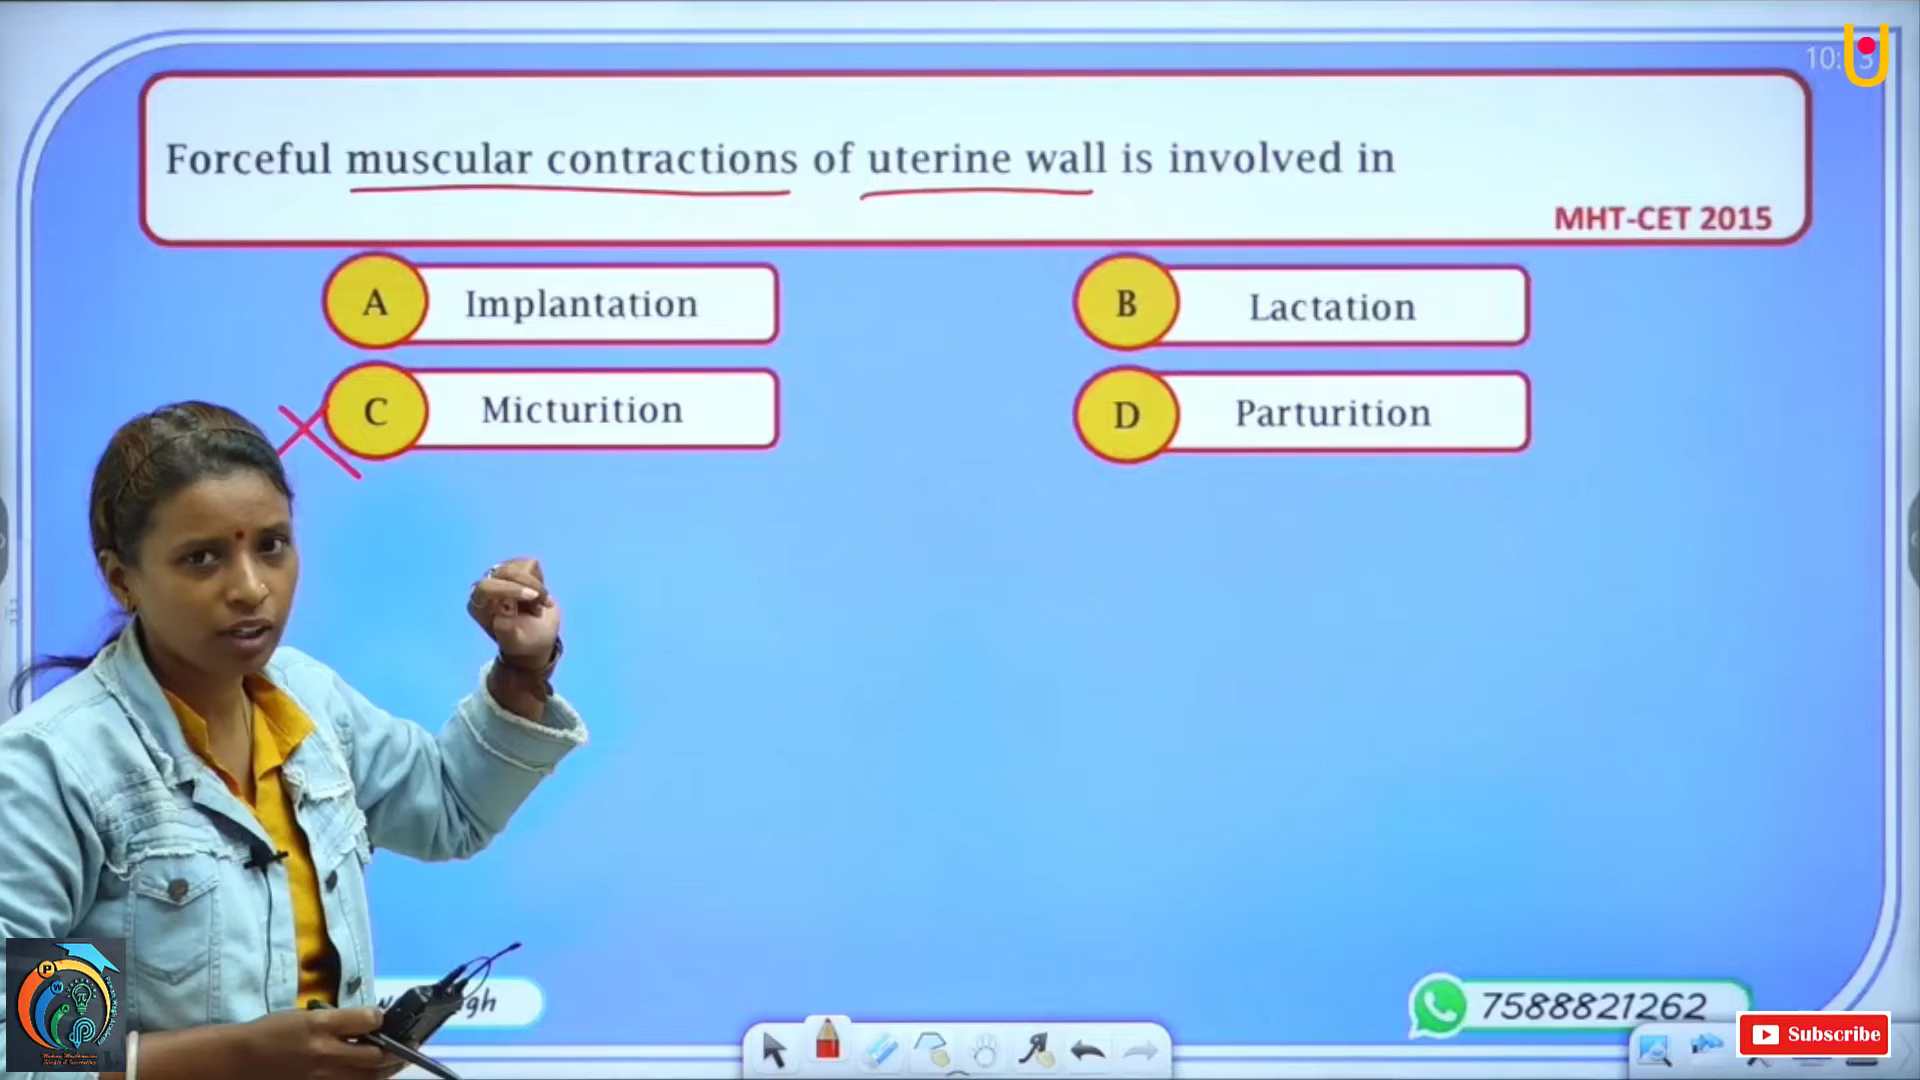 Forceful muscular contractions of uterine wall is involved in
MHT-CET 2015
A Implantation
B Lactation
C Micturition
D Parturition
7588821262
Subscribe